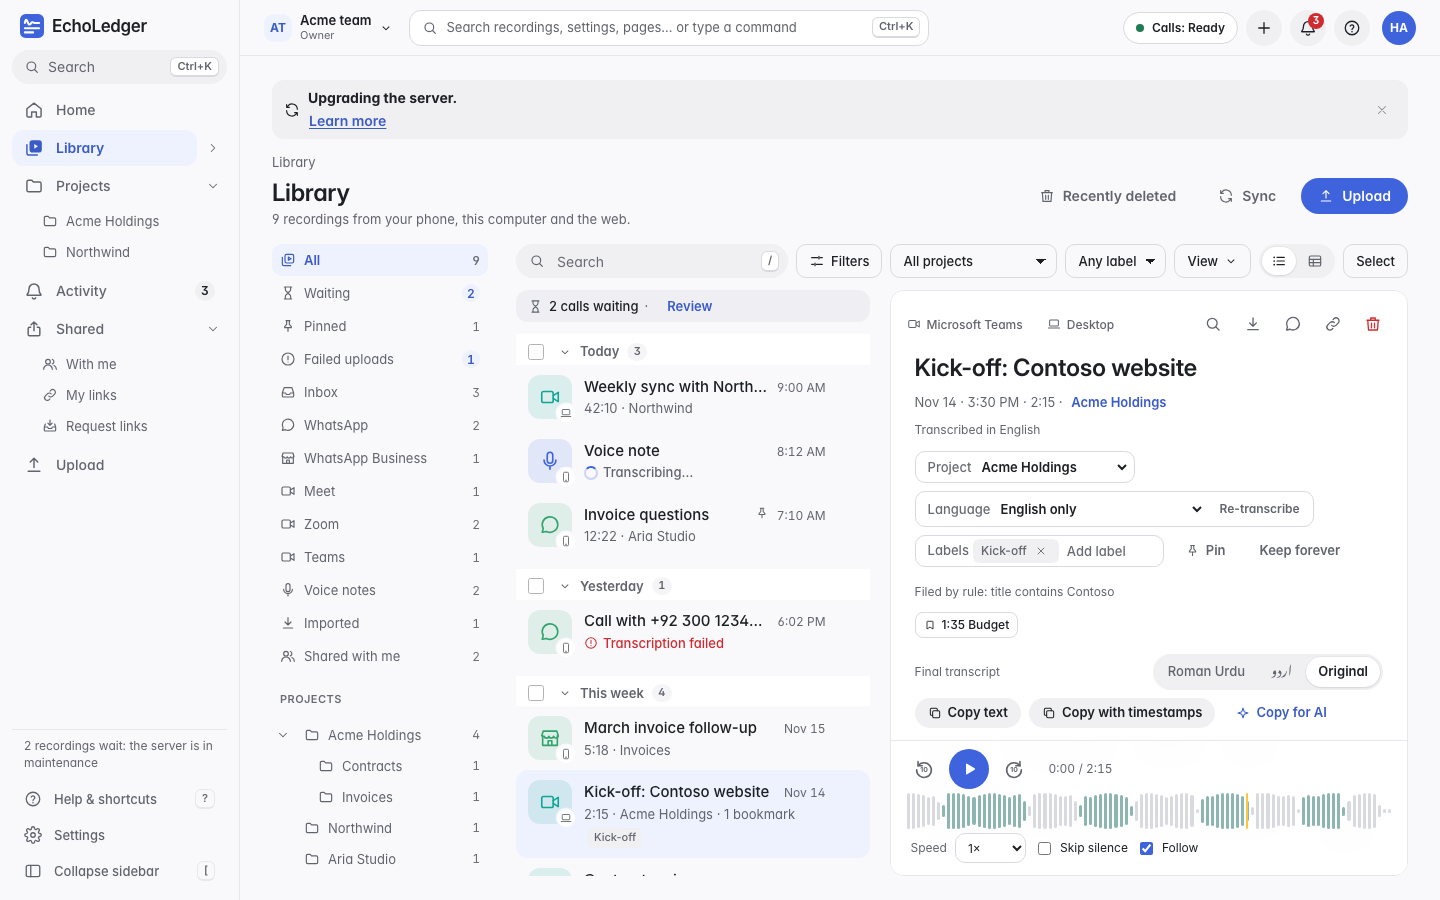 EchoLedger
Search Ctrl+K
Home
Library
Projects
Acme Holdings
Northwind
Activity 3
Shared
With me
My links
Request links
Upload
2 recordings wait: the server is in
maintenance
Help & shortcuts ?
Settings
Collapse sidebar [
AT Acme team
Owner
Search recordings, settings, pages... or type a command Ctrl+K
Calls: Ready
3
HA
Upgrading the server.
Learn more
Library
Library
9 recordings from your phone, this computer and the web.
Recently deleted
Sync
Upload
All 9
Waiting 2
Pinned 1
Failed uploads 1
Inbox 3
WhatsApp 2
WhatsApp Business 1
Meet 1
Zoom 2
Teams 1
Voice notes 2
Imported 1
Shared with me 2
PROJECTS
Acme Holdings 4
Contracts 1
Invoices 1
Northwind 1
Aria Studio 1
Search /
Filters
All projects
Any label
View
Select
2 calls waiting · Review
Today 3
Weekly sync with North... 9:00 AM
42:10 · Northwind
Voice note 8:12 AM
Transcribing...
Invoice questions 7:10 AM
12:22 · Aria Studio
Yesterday 1
Call with +92 300 1234... 6:02 PM
Transcription failed
This week 4
March invoice follow-up Nov 15
5:18 · Invoices
Kick-off: Contoso website Nov 14
2:15 · Acme Holdings · 1 bookmark
Kick-off
Microsoft Teams Desktop
Kick-off: Contoso website
Nov 14 · 3:30 PM · 2:15 · Acme Holdings
Transcribed in English
Project Acme Holdings
Language English only Re-transcribe
Labels Kick-off Add label Pin Keep forever
Filed by rule: title contains Contoso
1:35 Budget
Final transcript Roman Urdu اردو Original
Copy text Copy with timestamps Copy for AI
10 10 0:00 / 2:15
Speed 1× Skip silence Follow